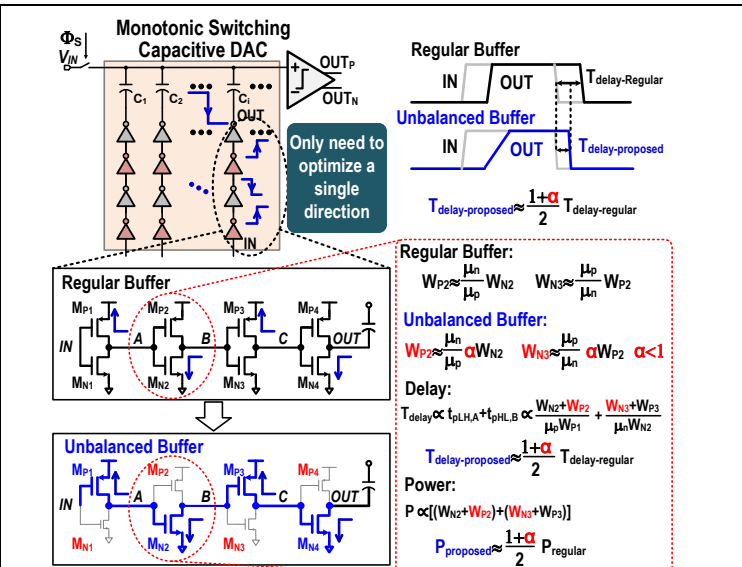 Monotonic Switching
Capacitive DAC
ΦS
VIN
C1
C2
Ci
OUT
IN
OUTP
OUTN
Only need to
optimize a
single
direction
Regular Buffer
IN
OUT
Tdelay-Regular
Unbalanced Buffer
IN
OUT
Tdelay-proposed
Tdelay-proposed≈(1+α)/2 Tdelay-regular
Regular Buffer
MP1 MP2 MP3 MP4
IN A B C OUT
MN1 MN2 MN3 MN4
Unbalanced Buffer
MP1 MP2 MP3 MP4
IN A B C OUT
MN1 MN2 MN3 MN4
Regular Buffer:
WP2≈μn/μp WN2 WN3≈μp/μn WP2
Unbalanced Buffer:
WP2≈μn/μp αWN2 WN3≈μp/μn αWP2 α<1
Delay:
Tdelay∝ tpLH,A+tpHL,B∝ (WN2+WP2)/(μpWP1) + (WN3+WP3)/(μnWN2)
Tdelay-proposed≈(1+α)/2 Tdelay-regular
Power:
P∝[(WN2+WP2)+(WN3+WP3)]
Pproposed≈(1+α)/2 Pregular